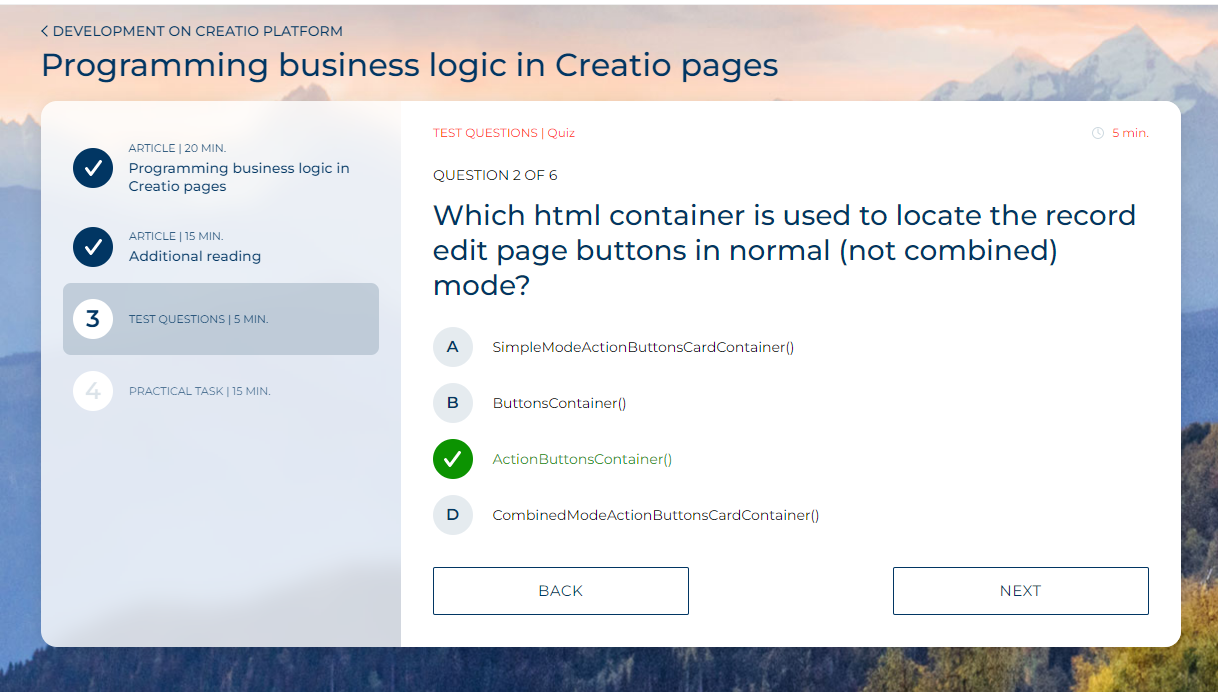 < DEVELOPMENT ON CREATIO PLATFORM
Programming business logic in Creatio pages
ARTICLE | 20 MIN.
Programming business logic in
Creatio pages
ARTICLE | 15 MIN.
Additional reading
3
TEST QUESTIONS | 5 MIN.
4
PRACTICAL TASK | 15 MIN.
TEST QUESTIONS | Quiz
5 min.
QUESTION 2 OF 6
Which html container is used to locate the record
edit page buttons in normal (not combined)
mode?
A SimpleModeActionButtonsCardContainer()
B ButtonsContainer()
ActionButtonsContainer()
D CombinedModeActionButtonsCardContainer()
BACK
NEXT